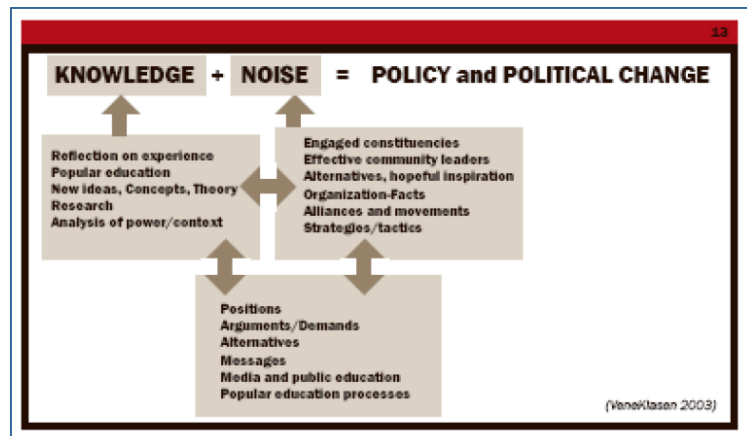 13
KNOWLEDGE + NOISE = POLICY and POLITICAL CHANGE
Reflection on experience
Popular education
New ideas, Concepts, Theory
Research
Analysis of power/context
Engaged constituencies
Effective community leaders
Alternatives, hopeful inspiration
Organization-Facts
Alliances and movements
Strategies/tactics
Positions
Arguments/Demands
Alternatives
Messages
Media and public education
Popular education processes
(VeneKlasen 2003)